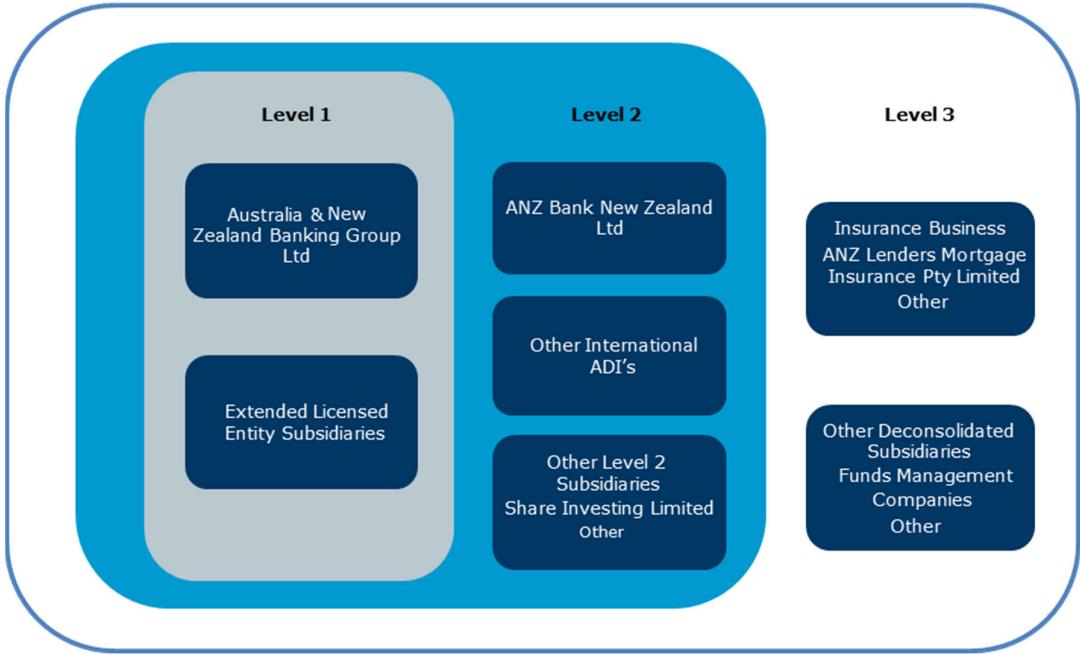 Level 1
Australia & New
Zealand Banking Group
Ltd
Extended Licensed
Entity Subsidiaries
Level 2
ANZ Bank New Zealand
Ltd
Other International
ADI's
Other Level 2
Subsidiaries
Share Investing Limited
Other
Level 3
Insurance Business
ANZ Lenders Mortgage
Insurance Pty Limited
Other
Other Deconsolidated
Subsidiaries
Funds Management
Companies
Other